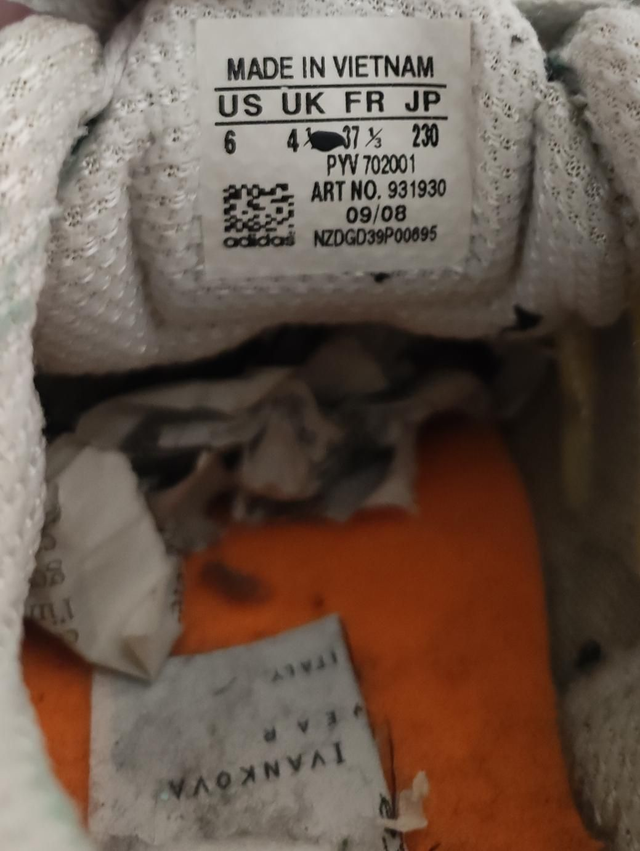 MADE IN VIETNAM
US UK FR JP
6 4 37 ⅓ 230
PYV 702001
ART NO. 931930
09/08
adidas NZDGD39P00695
ITALY
WEAR
IVANKOVA